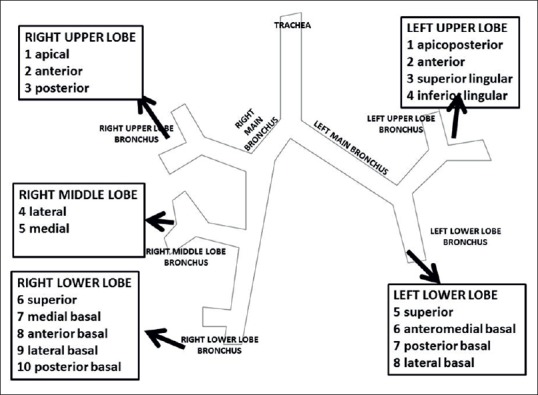 RIGHT UPPER LOBE
1 apical
2 anterior
3 posterior
TRACHEA
LEFT UPPER LOBE
1 apicoposterior
2 anterior
3 superior lingular
4 inferior lingular
RIGHT UPPER LOBE
BRONCHUS
RIGHT
MAIN
BRONCHUS
LEFT MAIN BRONCHUS
LEFT UPPER LOBE
BRONCHUS
RIGHT MIDDLE LOBE
4 lateral
5 medial
RIGHT MIDDLE LOBE
BRONCHUS
LEFT LOWER LOBE
BRONCHUS
RIGHT LOWER LOBE
6 superior
7 medial basal
8 anterior basal
9 lateral basal
10 posterior basal
RIGHT LOWER LOBE
BRONCHUS
LEFT LOWER LOBE
5 superior
6 anteromedial basal
7 posterior basal
8 lateral basal